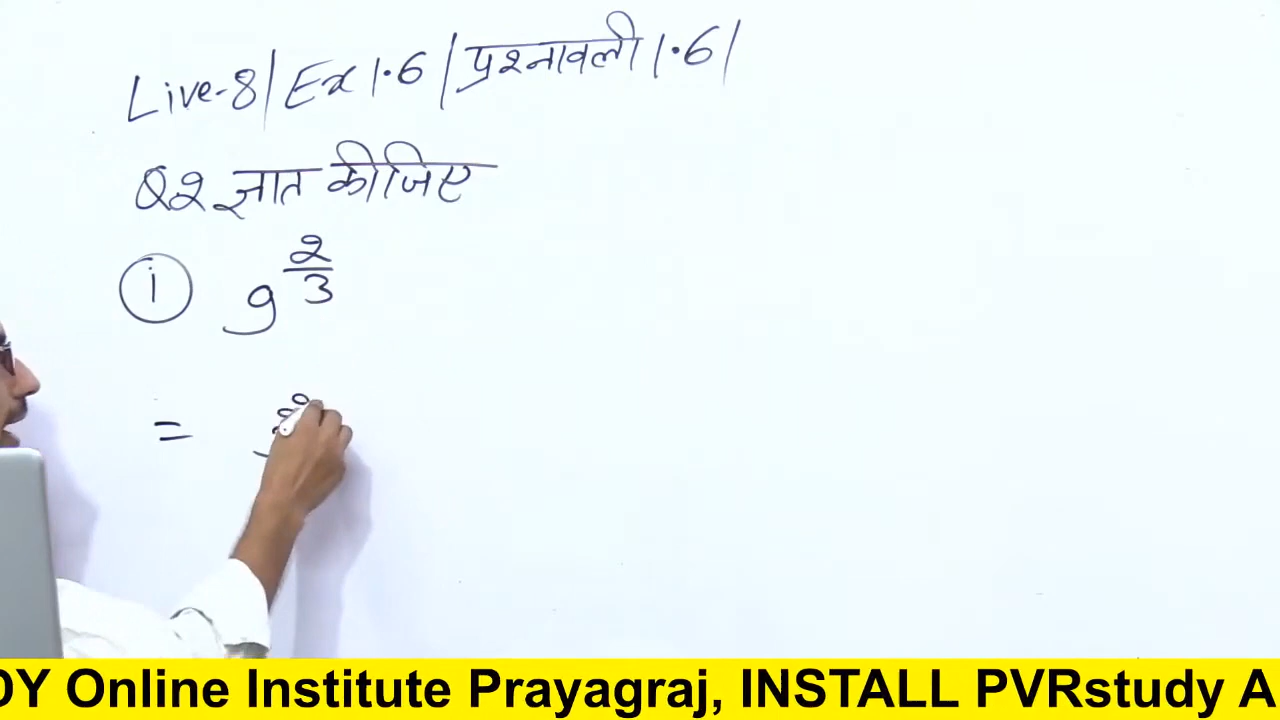 Live-8| Ex 1.6 | प्रश्नावली 1.6 |
Q2 ज्ञात कीजिए
i 9^{2/3}
=
DY Online Institute Prayagraj, INSTALL PVRstudy A